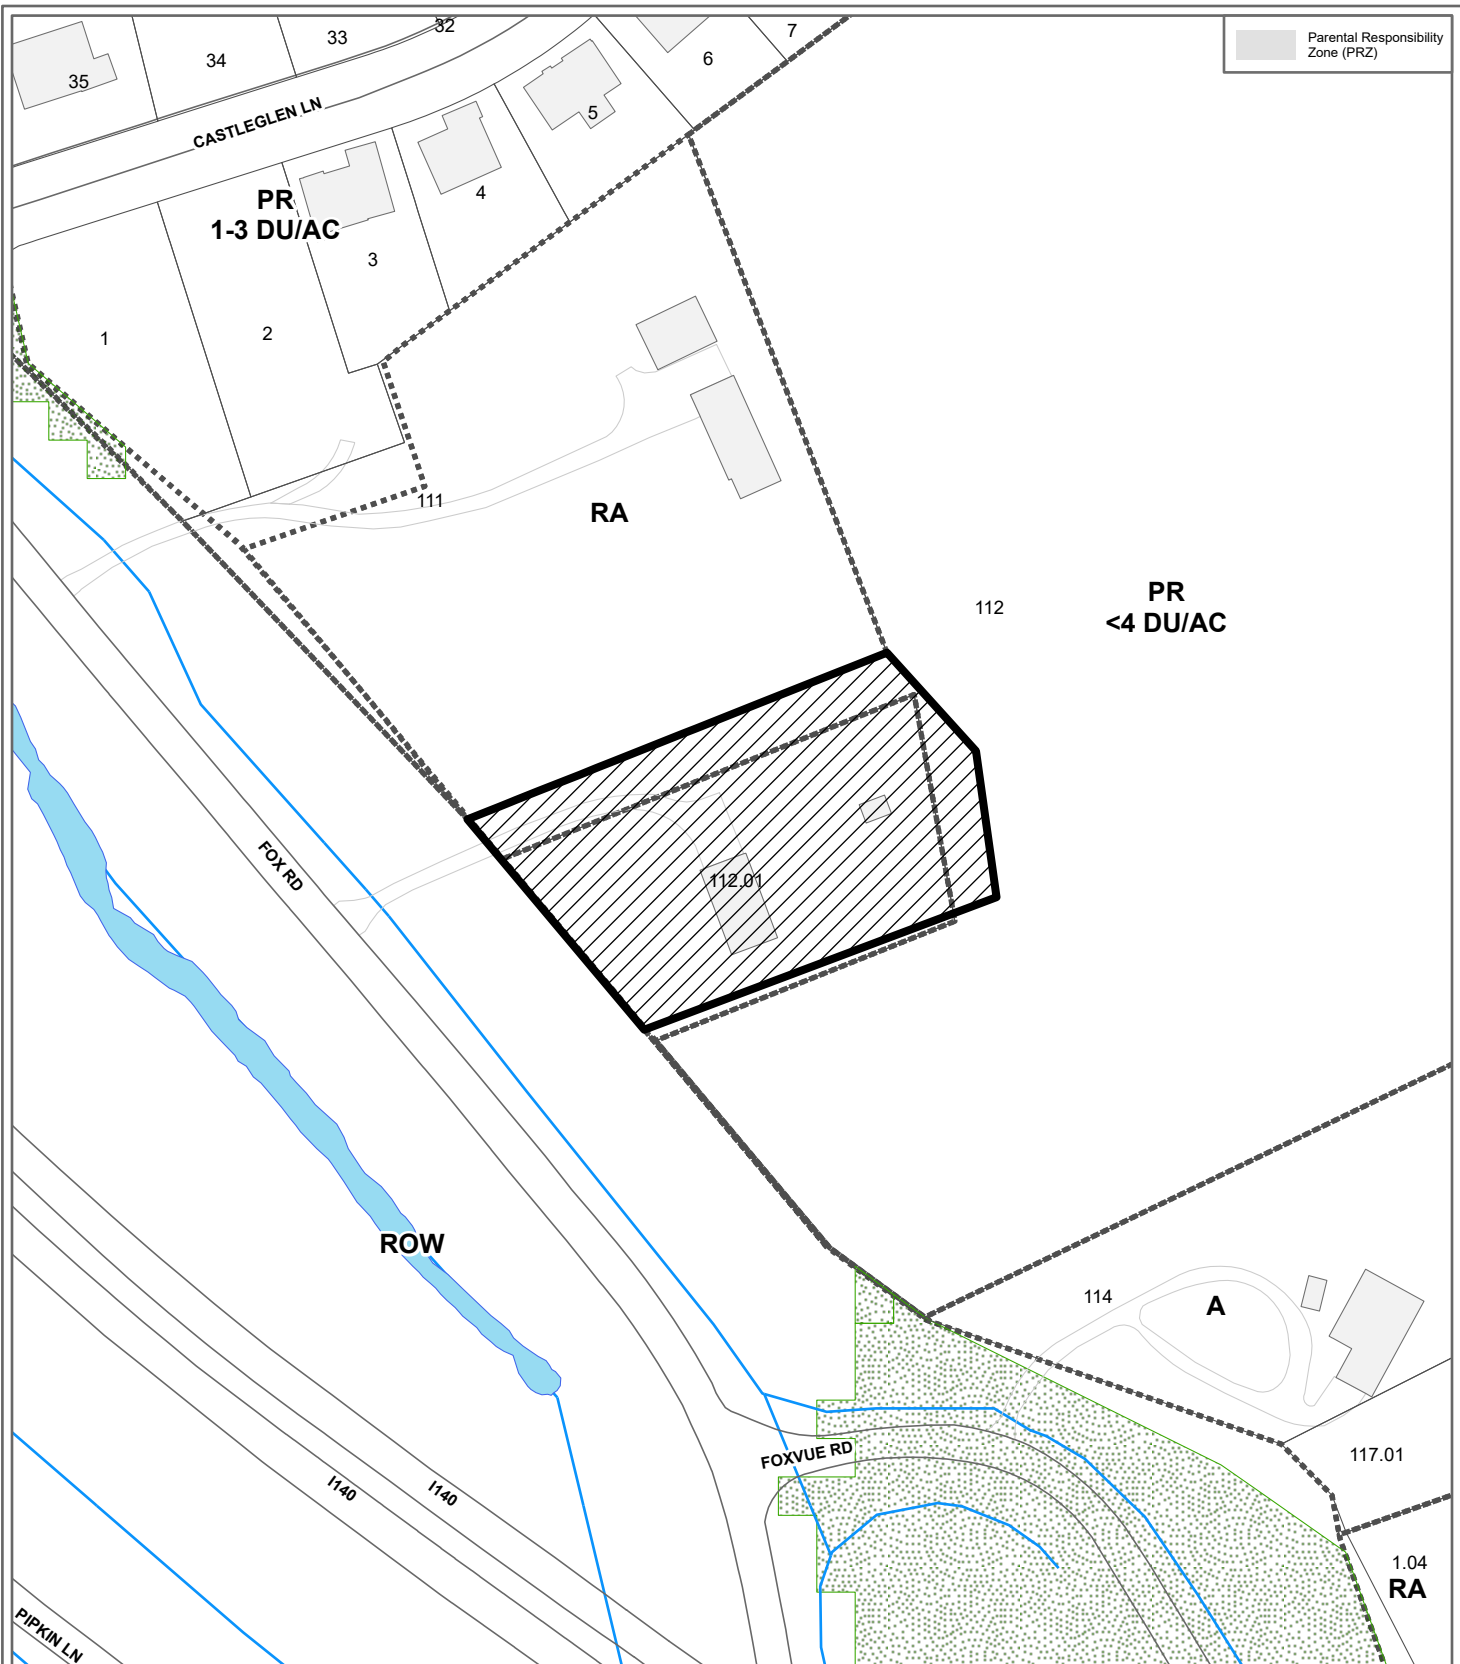 Parental Responsibility
Zone (PRZ)
32
7
33
34
6
35
5
CASTLEGLEN LN
4
PR
1-3 DU/AC
3
2
1
111
RA
112
PR
<4 DU/AC
FOX RD
112.01
ROW
114
A
FOXVUE RD
117.01
I140
I140
1.04
RA
PIPKIN LN